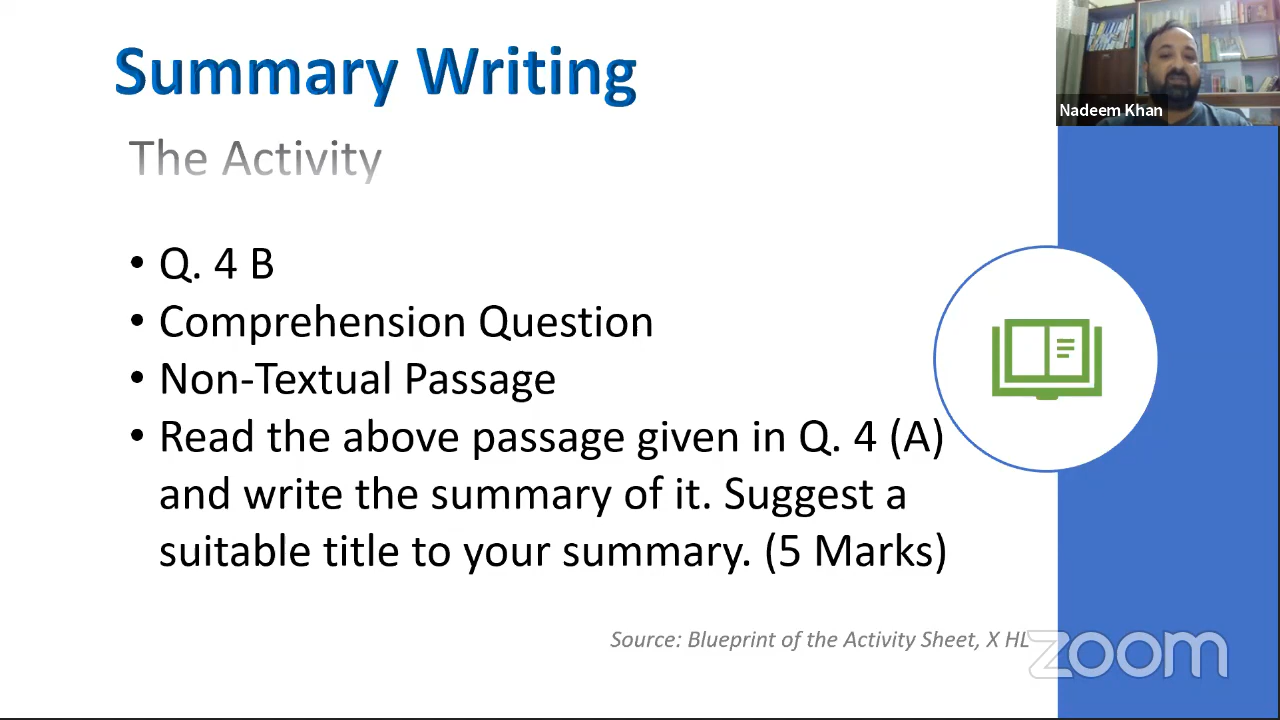 Summary Writing
The Activity
Nadeem Khan
• Q. 4 B
• Comprehension Question
• Non-Textual Passage
• Read the above passage given in Q. 4 (A)
and write the summary of it. Suggest a
suitable title to your summary. (5 Marks)
Source: Blueprint of the Activity Sheet, X HL
zoom